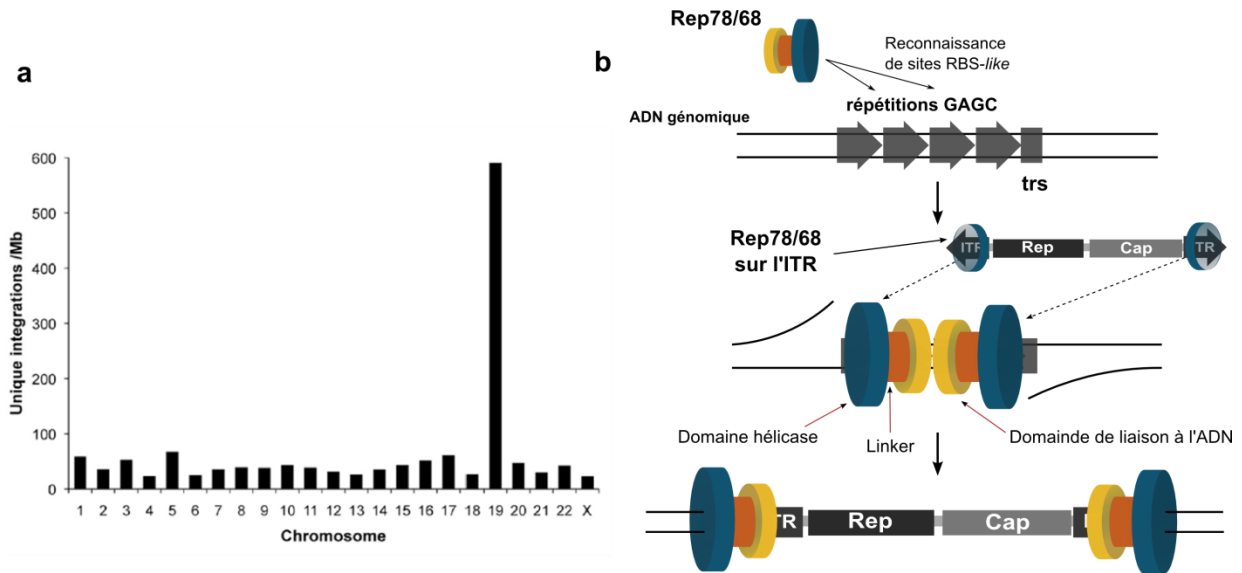 a
Unique integrations /Mb
600
500
400
300
200
100
0
1 2 3 4 5 6 7 8 9 10 11 12 13 14 15 16 17 18 19 20 21 22 X
Chromosome
b
Rep78/68
Reconnaissance
de sites RBS-like
répétitions GAGC
ADN génomique
trs
Rep78/68
sur l'ITR
ITR Rep Cap TR
Domaine hélicase
Linker
Domainde de liaison à l'ADN
TR Rep Cap